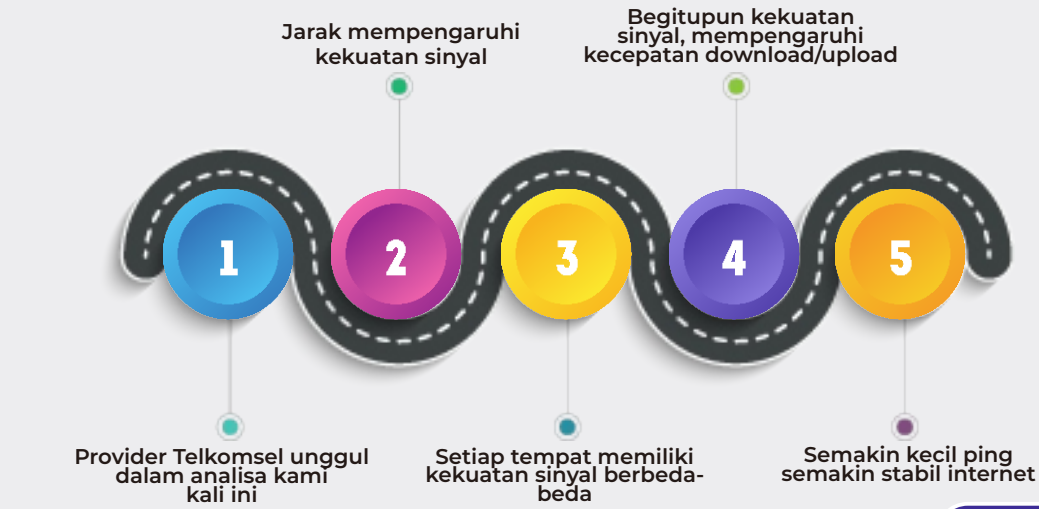 Jarak mempengaruhi
kekuatan sinyal
Begitupun kekuatan
sinyal, mempengaruhi
kecepatan download/upload
1
2
3
4
5
Provider Telkomsel unggul
dalam analisa kami
kali ini
Setiap tempat memiliki
kekuatan sinyal berbeda-
beda
Semakin kecil ping
semakin stabil internet